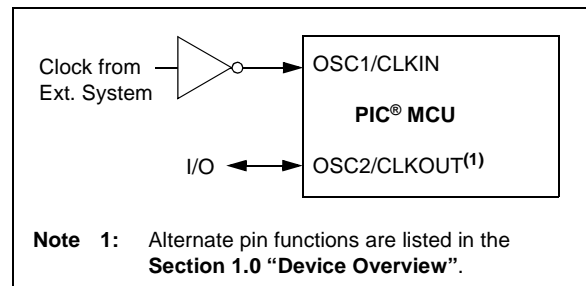 Clock from
Ext. System
OSC1/CLKIN
PIC® MCU
I/O
OSC2/CLKOUT(1)
Note 1: Alternate pin functions are listed in the
Section 1.0 “Device Overview”.